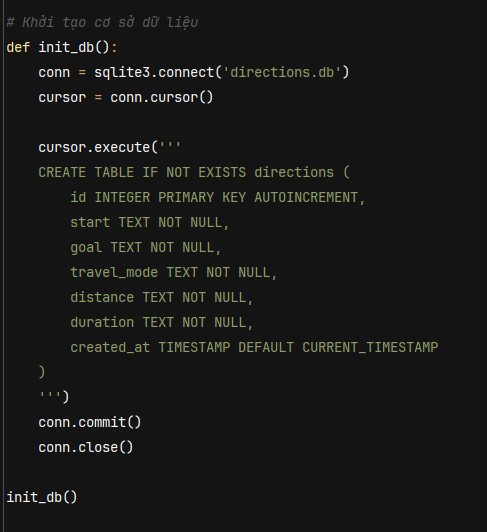 # Khởi tạo cơ sở dữ liệu
def init_db():
    conn = sqlite3.connect('directions.db')
    cursor = conn.cursor()

    cursor.execute('''
    CREATE TABLE IF NOT EXISTS directions (
        id INTEGER PRIMARY KEY AUTOINCREMENT,
        start TEXT NOT NULL,
        goal TEXT NOT NULL,
        travel_mode TEXT NOT NULL,
        distance TEXT NOT NULL,
        duration TEXT NOT NULL,
        created_at TIMESTAMP DEFAULT CURRENT_TIMESTAMP
    )
    ''')
    conn.commit()
    conn.close()

init_db()